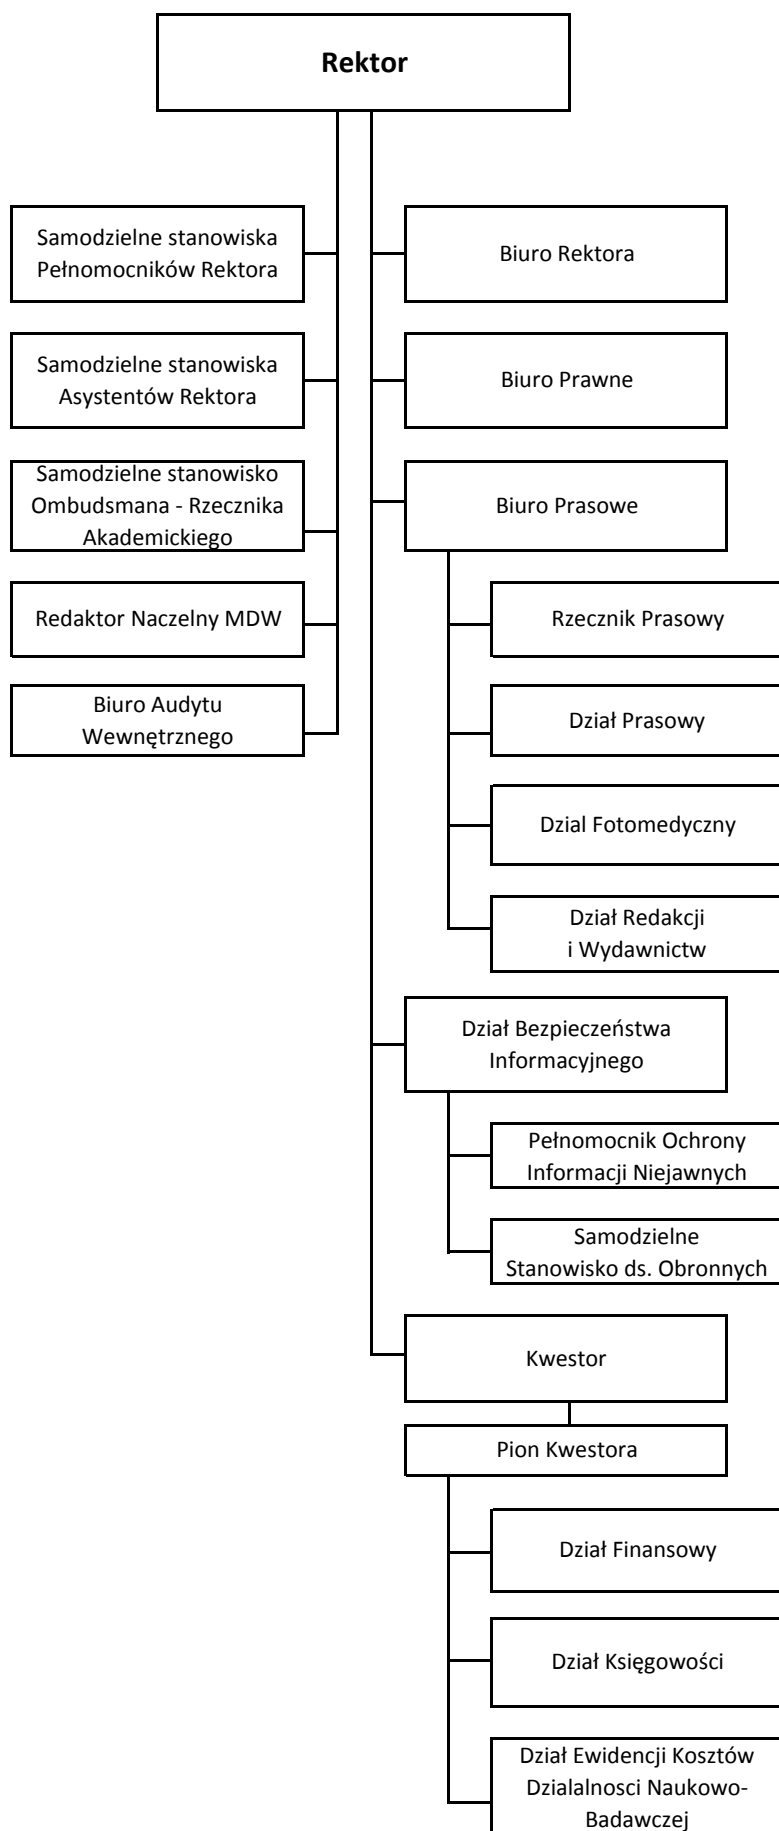 Rektor
Samodzielne stanowiska
Pełnomocników Rektora
Biuro Rektora
Samodzielne stanowiska
Asystentów Rektora
Biuro Prawne
Samodzielne stanowisko
Ombudsmana - Rzecznika
Akademickiego
Biuro Prasowe
Redaktor Naczelny MDW
Rzecznik Prasowy
Biuro Audytu
Wewnętrznego
Dział Prasowy
Dzial Fotomedyczny
Dział Redakcji
i Wydawnictw
Dział Bezpieczeństwa
Informacyjnego
Pełnomocnik Ochrony
Informacji Niejawnych
Samodzielne
Stanowisko ds. Obronnych
Kwestor
Pion Kwestora
Dział Finansowy
Dział Księgowości
Dział Ewidencji Kosztów
Dzialalnosci Naukowo-
Badawczej